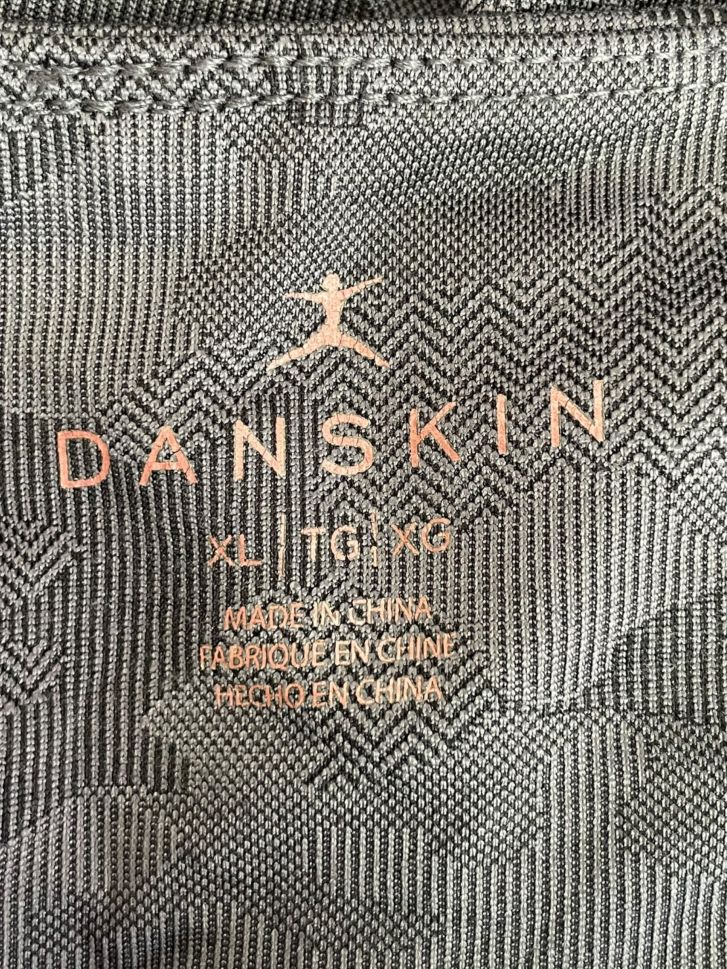 DANSKIN
XL | TG | XG
MADE IN CHINA
FABRIQUE EN CHINE
HECHO EN CHINA